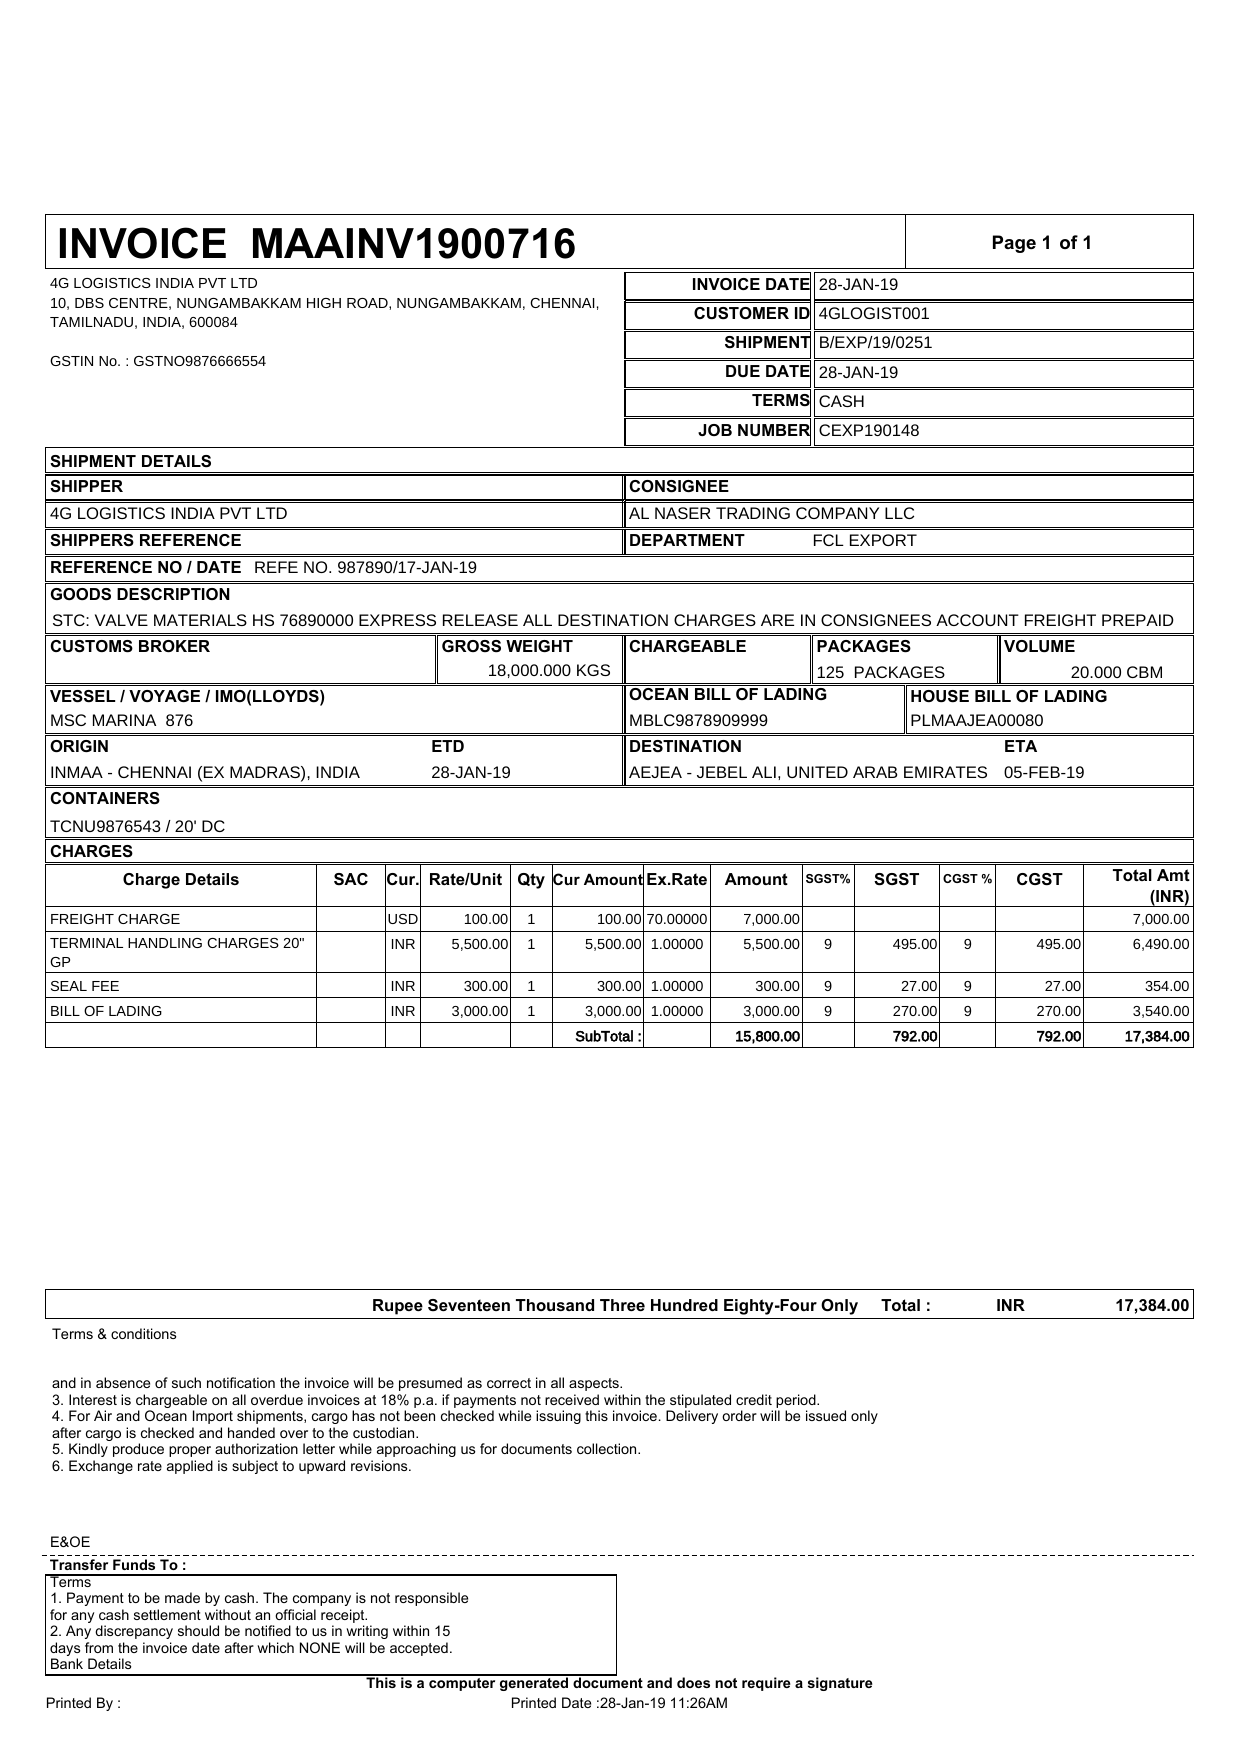 INVOICE MAAINV1900716
Page 1 of 1
4G LOGISTICS INDIA PVT LTD
10, DBS CENTRE, NUNGAMBAKKAM HIGH ROAD, NUNGAMBAKKAM, CHENNAI,
TAMILNADU, INDIA, 600084
GSTIN No. : GSTNO9876666554
INVOICE DATE 28-JAN-19
CUSTOMER ID 4GLOGIST001
SHIPMENT B/EXP/19/0251
DUE DATE 28-JAN-19
TERMS CASH
JOB NUMBER CEXP190148
SHIPMENT DETAILS
SHIPPER CONSIGNEE
4G LOGISTICS INDIA PVT LTD AL NASER TRADING COMPANY LLC
SHIPPERS REFERENCE DEPARTMENT FCL EXPORT
REFERENCE NO / DATE REFE NO. 987890/17-JAN-19
GOODS DESCRIPTION
STC: VALVE MATERIALS HS 76890000 EXPRESS RELEASE ALL DESTINATION CHARGES ARE IN CONSIGNEES ACCOUNT FREIGHT PREPAID
CUSTOMS BROKER GROSS WEIGHT CHARGEABLE PACKAGES VOLUME
18,000.000 KGS 125 PACKAGES 20.000 CBM
VESSEL / VOYAGE / IMO(LLOYDS) OCEAN BILL OF LADING HOUSE BILL OF LADING
MSC MARINA 876 MBLC9878909999 PLMAAJEA00080
ORIGIN ETD DESTINATION ETA
INMAA - CHENNAI (EX MADRAS), INDIA 28-JAN-19 AEJEA - JEBEL ALI, UNITED ARAB EMIRATES 05-FEB-19
CONTAINERS
TCNU9876543 / 20' DC
CHARGES
Charge Details SAC Cur. Rate/Unit Qty Cur Amount Ex.Rate Amount SGST% SGST CGST % CGST Total Amt
(INR)
FREIGHT CHARGE USD 100.00 1 100.00 70.00000 7,000.00 7,000.00
TERMINAL HANDLING CHARGES 20" INR 5,500.00 1 5,500.00 1.00000 5,500.00 9 495.00 9 495.00 6,490.00
GP
SEAL FEE INR 300.00 1 300.00 1.00000 300.00 9 27.00 9 27.00 354.00
BILL OF LADING INR 3,000.00 1 3,000.00 1.00000 3,000.00 9 270.00 9 270.00 3,540.00
SubTotal : 15,800.00 792.00 792.00 17,384.00
Rupee Seventeen Thousand Three Hundred Eighty-Four Only Total : INR 17,384.00
Terms & conditions
and in absence of such notification the invoice will be presumed as correct in all aspects.
3. Interest is chargeable on all overdue invoices at 18% p.a. if payments not received within the stipulated credit period.
4. For Air and Ocean Import shipments, cargo has not been checked while issuing this invoice. Delivery order will be issued only
after cargo is checked and handed over to the custodian.
5. Kindly produce proper authorization letter while approaching us for documents collection.
6. Exchange rate applied is subject to upward revisions.
E&OE
Transfer Funds To :
Terms
1. Payment to be made by cash. The company is not responsible
for any cash settlement without an official receipt.
2. Any discrepancy should be notified to us in writing within 15
days from the invoice date after which NONE will be accepted.
Bank Details
This is a computer generated document and does not require a signature
Printed By : Printed Date :28-Jan-19 11:26AM